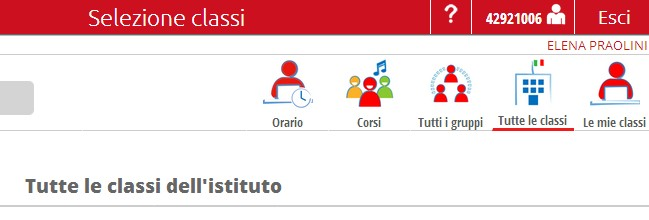 Selezione classi ? 42921006 Esci
ELENA PRAOLINI
Orario Corsi Tutti i gruppi Tutte le classi Le mie classi
Tutte le classi dell'istituto